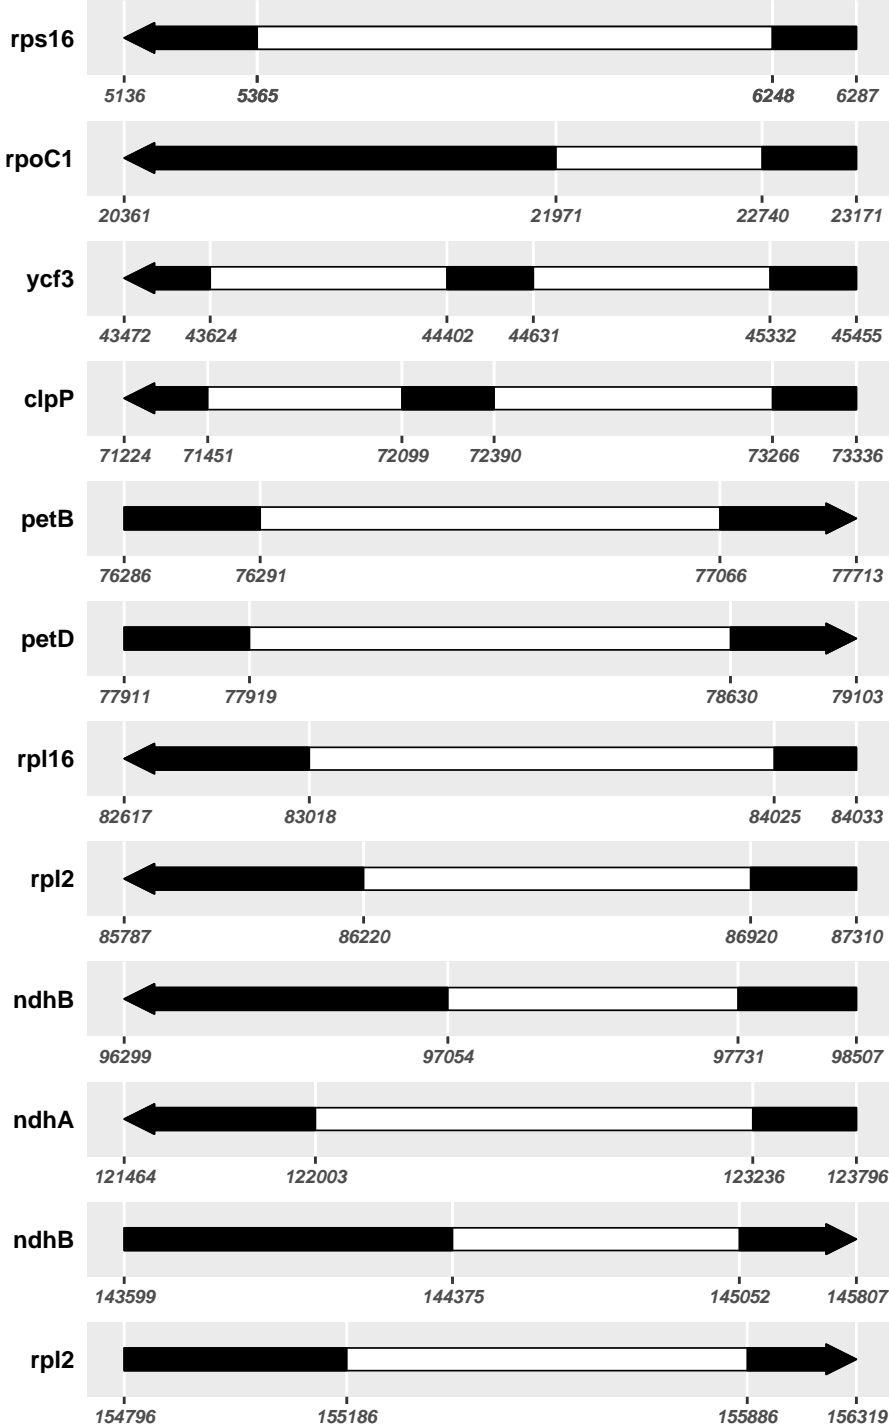 rps16
5136 5365 6248 6287
rpoC1
20361 21971 22740 23171
ycf3
43472 43624 44402 44631 45332 45455
clpP
71224 71451 72099 72390 73266 73336
petB
76286 76291 77066 77713
petD
77911 77919 78630 79103
rpl16
82617 83018 84025 84033
rpl2
85787 86220 86920 87310
ndhB
96299 97054 97731 98507
ndhA
121464 122003 123236 123796
ndhB
143599 144375 145052 145807
rpl2
154796 155186 155886 156319